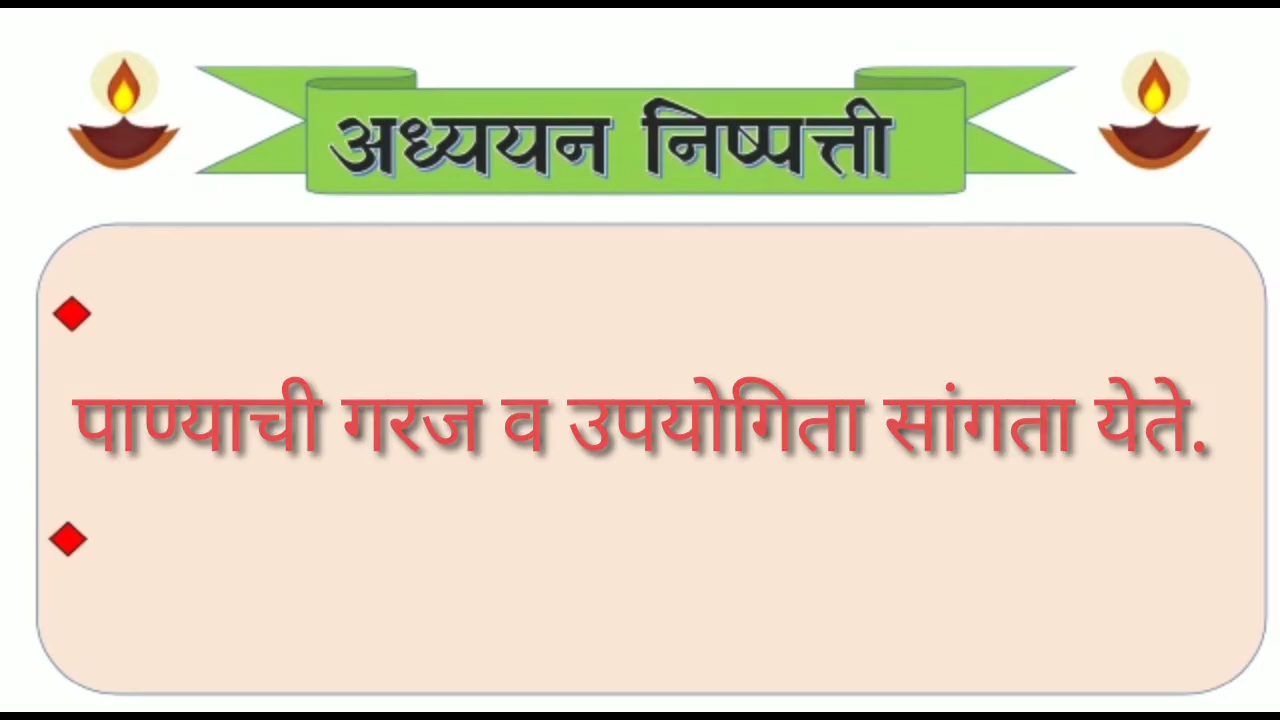 अध्ययन निष्पत्ती
पाण्याची गरज व उपयोगिता सांगता येते.